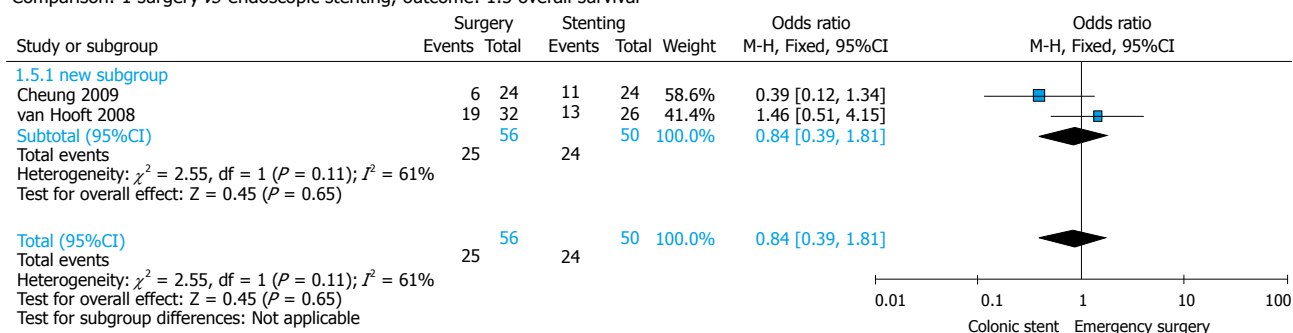 Comparison: 1 surgery vs endoscopic stenting, outcome: 1.5 overall survival
Surgery Stenting Odds ratio Odds ratio
Study or subgroup Events Total Events Total Weight M-H, Fixed, 95%CI M-H, Fixed, 95%CI
1.5.1 new subgroup
Cheung 2009 6 24 11 24 58.6% 0.39 [0.12, 1.34]
van Hooft 2008 19 32 13 26 41.4% 1.46 [0.51, 4.15]
Subtotal (95%CI) 56 50 100.0% 0.84 [0.39, 1.81]
Total events 25 24
Heterogeneity: χ² = 2.55, df = 1 (P = 0.11); I² = 61%
Test for overall effect: Z = 0.45 (P = 0.65)
Total (95%CI) 56 50 100.0% 0.84 [0.39, 1.81]
Total events 25 24
Heterogeneity: χ² = 2.55, df = 1 (P = 0.11); I² = 61%
Test for overall effect: Z = 0.45 (P = 0.65)
Test for subgroup differences: Not applicable
0.01 0.1 1 10 100
Colonic stent Emergency surgery